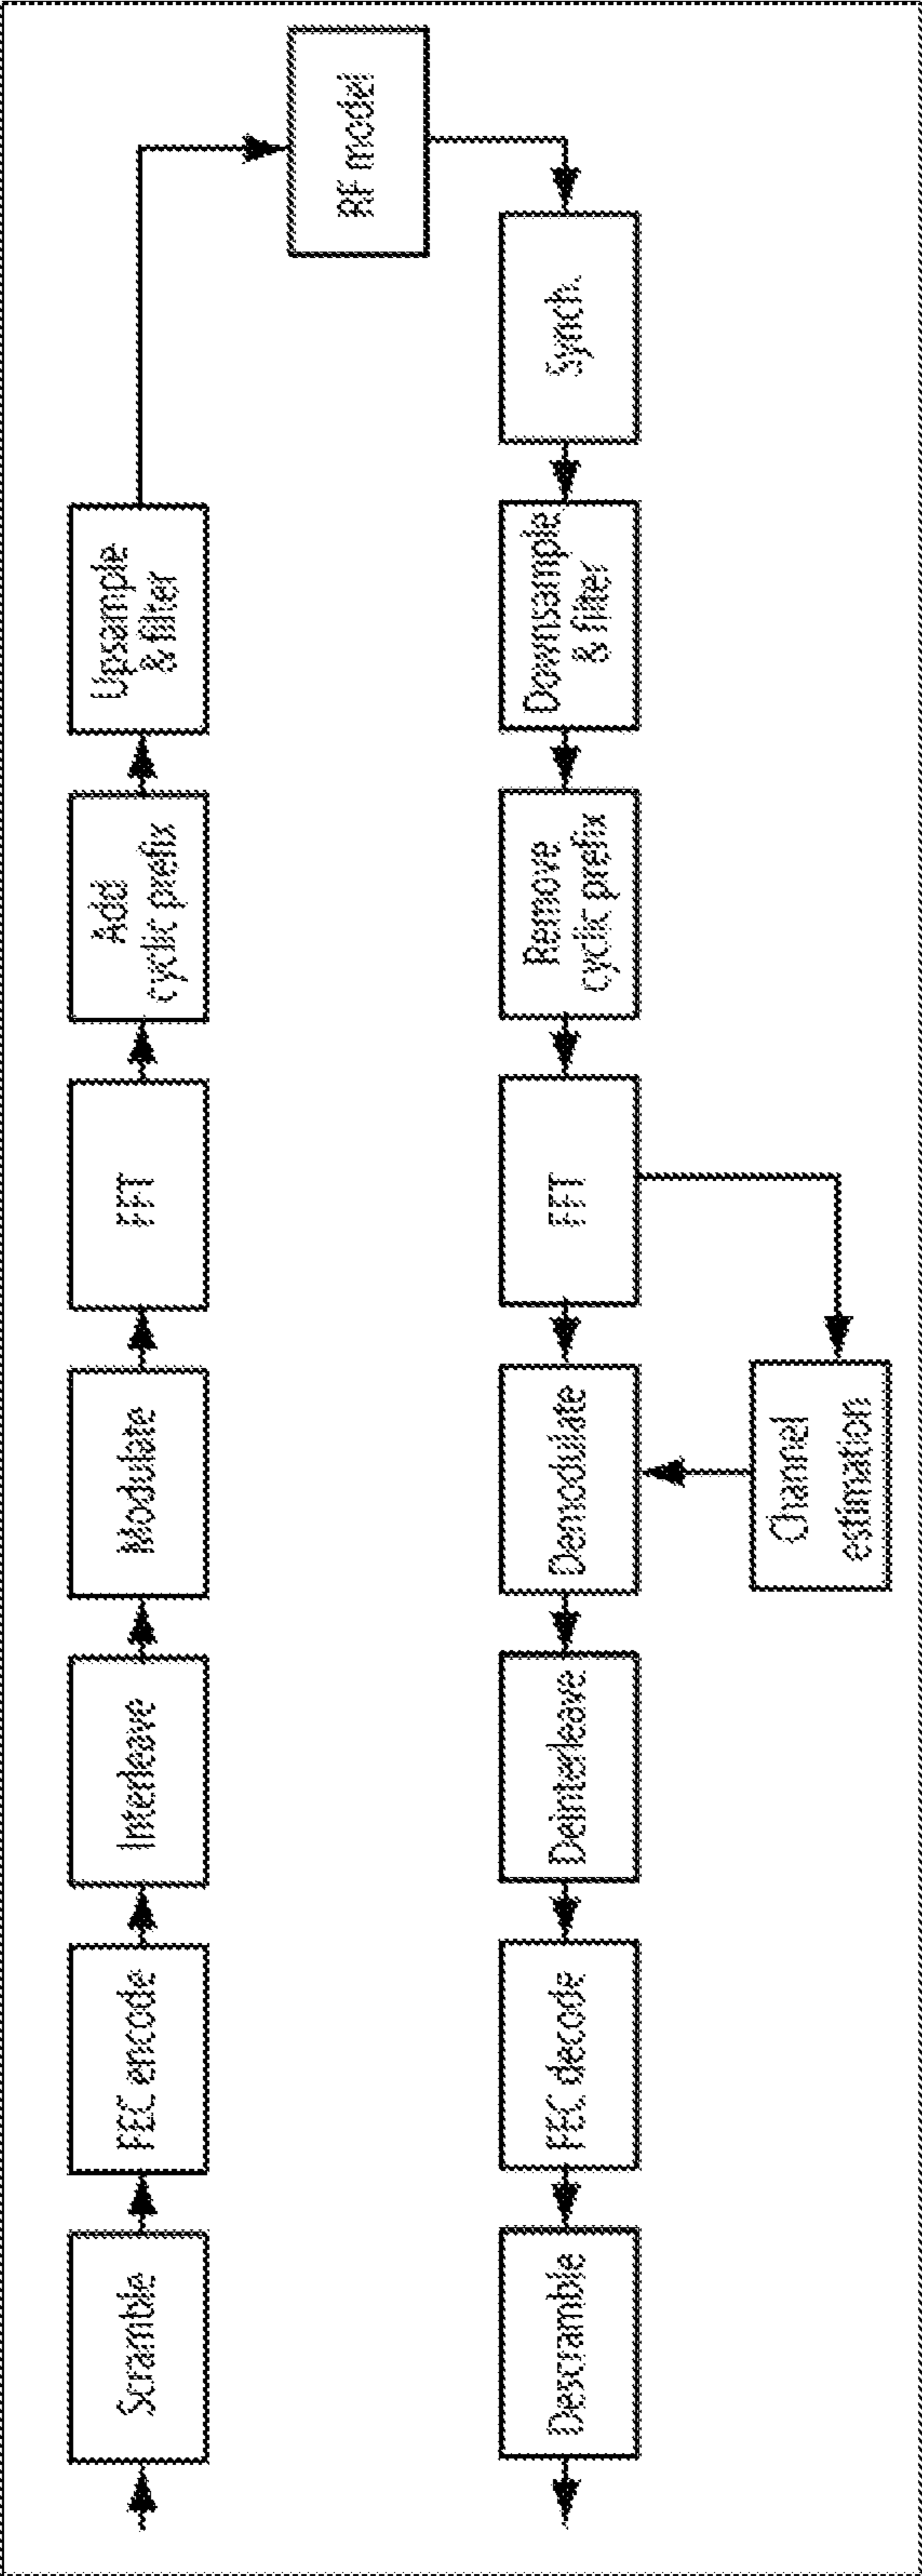 Scramble
FEC encode
Interleave
Modulate
FFT
Add
cyclic prefix
Upsample
& filter
RF model
Synch.
Downsample
& filter
Remove
cyclic prefix
FFT
Demodulate
Deinterleave
FEC decode
Descramble
Channel
estimation